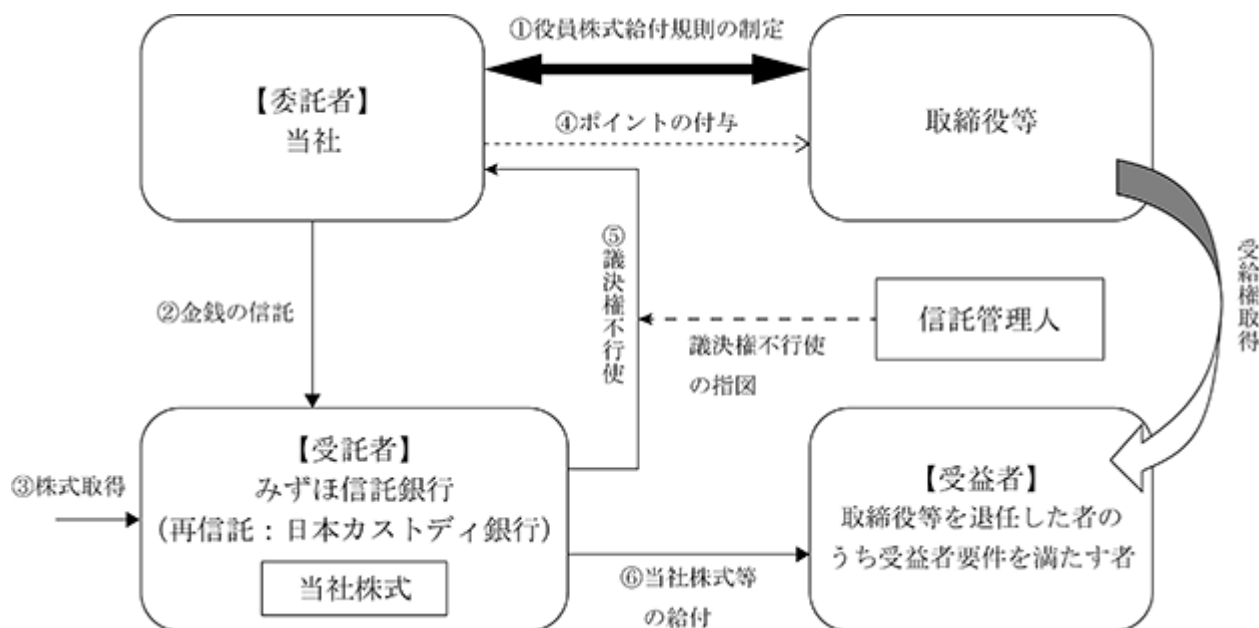 ①役員株式給付規則の制定
【委託者】
当社
④ポイントの付与
取締役等
②金銭の信託
⑤議決権不行使
議決権不行使
の指図
信託管理人
受給権取得
③株式取得
【受託者】
みずほ信託銀行
(再信託：日本カストディ銀行)
当社株式
⑥当社株式等
の給付
【受益者】
取締役等を退任した者の
うち受益者要件を満たす者